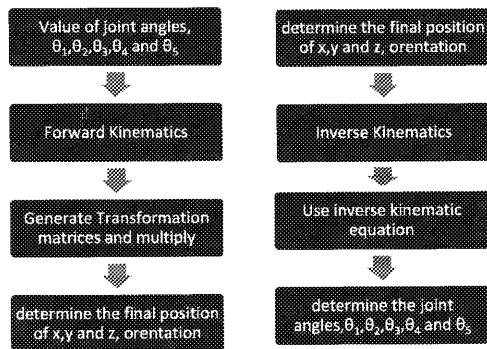 Value of joint angles,
θ₁,θ₂,θ₃,θ₄ and θ₅
Forward Kinematics
Generate Transformation
matrices and multiply
determine the final position
of x,y and z, orentation
determine the final position
of x,y and z, orentation
Inverse Kinematics
Use inverse kinematic
equation
determine the joint
angles,θ₁,θ₂,θ₃,θ₄ and θ₅